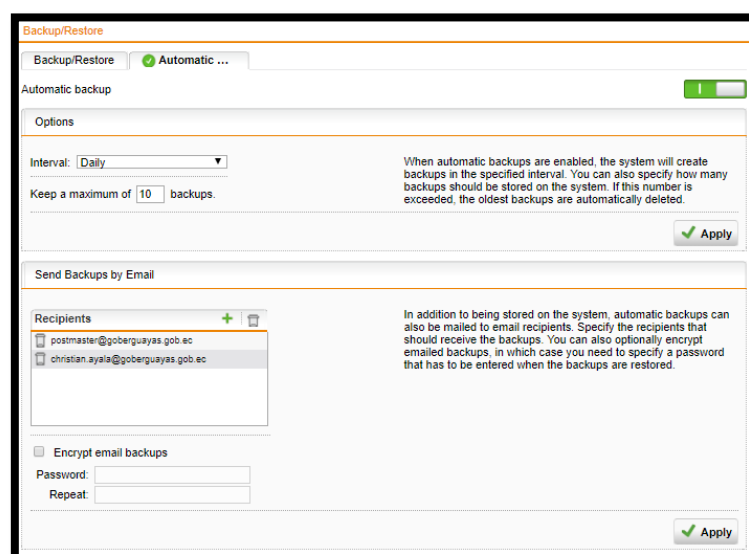 Backup/Restore
Backup/Restore
Automatic ...
Automatic backup
Options
Interval: Daily
Keep a maximum of 10 backups.
When automatic backups are enabled, the system will create
backups in the specified interval. You can also specify how many
backups should be stored on the system. If this number is
exceeded, the oldest backups are automatically deleted.
Apply
Send Backups by Email
Recipients
postmaster@goberguayas.gob.ec
christian.ayala@goberguayas.gob.ec
In addition to being stored on the system, automatic backups can
also be mailed to email recipients. Specify the recipients that
should receive the backups. You can also optionally encrypt
emailed backups, in which case you need to specify a password
that has to be entered when the backups are restored.
Encrypt email backups
Password:
Repeat:
Apply